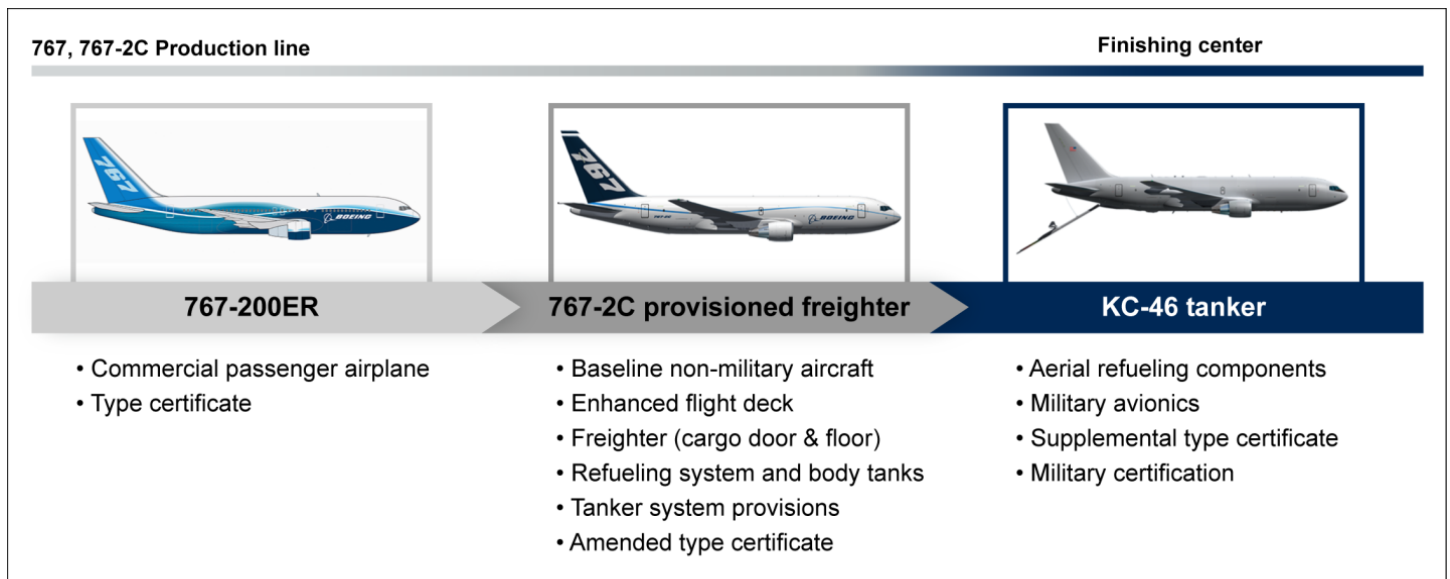 767, 767-2C Production line
Finishing center
767
BOEING
767
BOEING
767-200ER
767-2C provisioned freighter
KC-46 tanker
• Commercial passenger airplane
• Type certificate
• Baseline non-military aircraft
• Enhanced flight deck
• Freighter (cargo door & floor)
• Refueling system and body tanks
• Tanker system provisions
• Amended type certificate
• Aerial refueling components
• Military avionics
• Supplemental type certificate
• Military certification